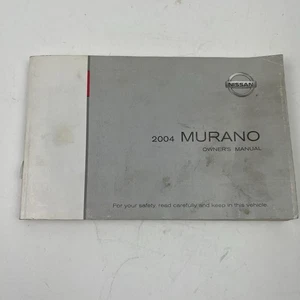 NISSAN
2004 MURANO
OWNER'S MANUAL
For your safety, read carefully and keep in this vehicle.